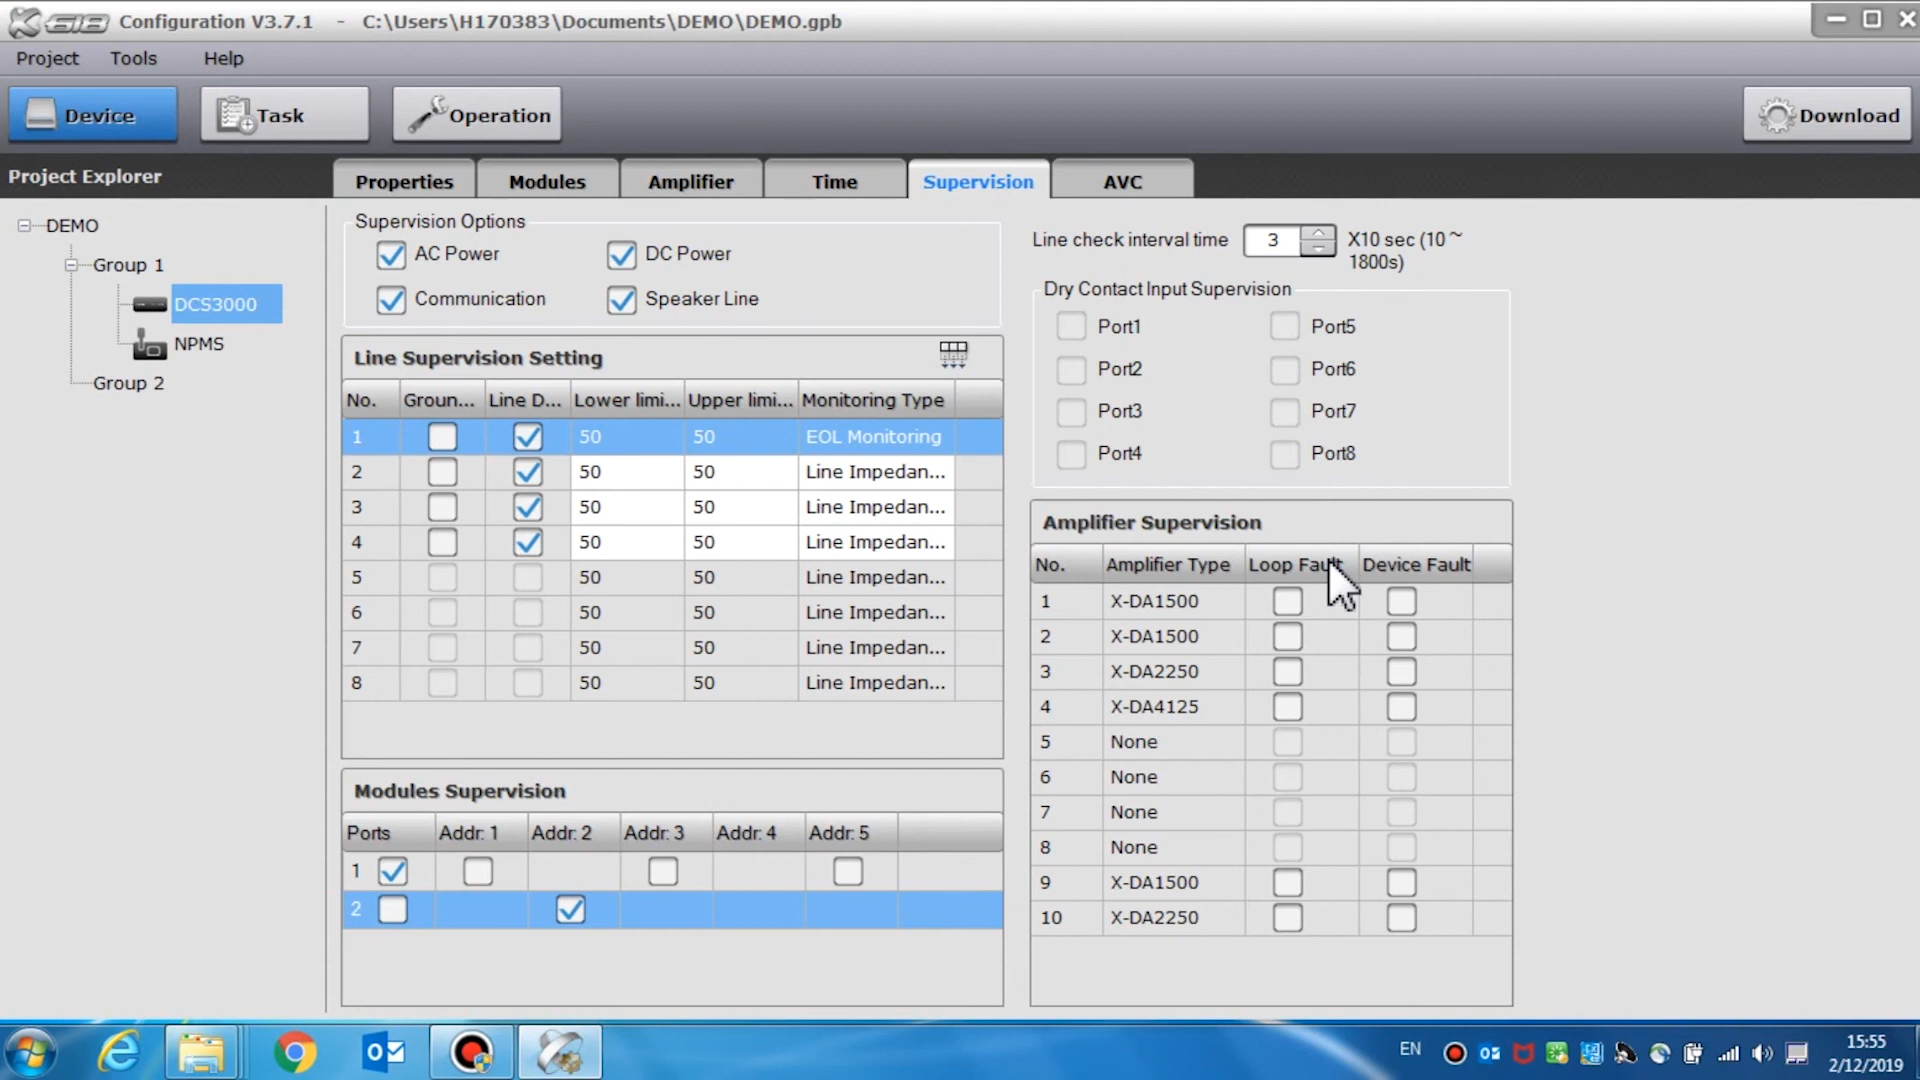 X-618 Configuration V3.7.1 - C:\Users\H170383\Documents\DEMO\DEMO.gpb
Project Tools Help
Device Task Operation Download
Project Explorer
Properties Modules Amplifier Time Supervision AVC
DEMO
Group 1
DCS3000
NPMS
Group 2
Supervision Options
AC Power DC Power
Communication Speaker Line
Line Supervision Setting
No. Groun... Line D... Lower limi... Upper limi... Monitoring Type
1 50 50 EOL Monitoring
2 50 50 Line Impedan...
3 50 50 Line Impedan...
4 50 50 Line Impedan...
5 50 50 Line Impedan...
6 50 50 Line Impedan...
7 50 50 Line Impedan...
8 50 50 Line Impedan...
Modules Supervision
Ports Addr: 1 Addr: 2 Addr: 3 Addr: 4 Addr: 5
1
2
Line check interval time 3 X10 sec (10 ~
1800s)
Dry Contact Input Supervision
Port1 Port5
Port2 Port6
Port3 Port7
Port4 Port8
Amplifier Supervision
No. Amplifier Type Loop Fault Device Fault
1 X-DA1500
2 X-DA1500
3 X-DA2250
4 X-DA4125
5 None
6 None
7 None
8 None
9 X-DA1500
10 X-DA2250
EN
15:55
2/12/2019